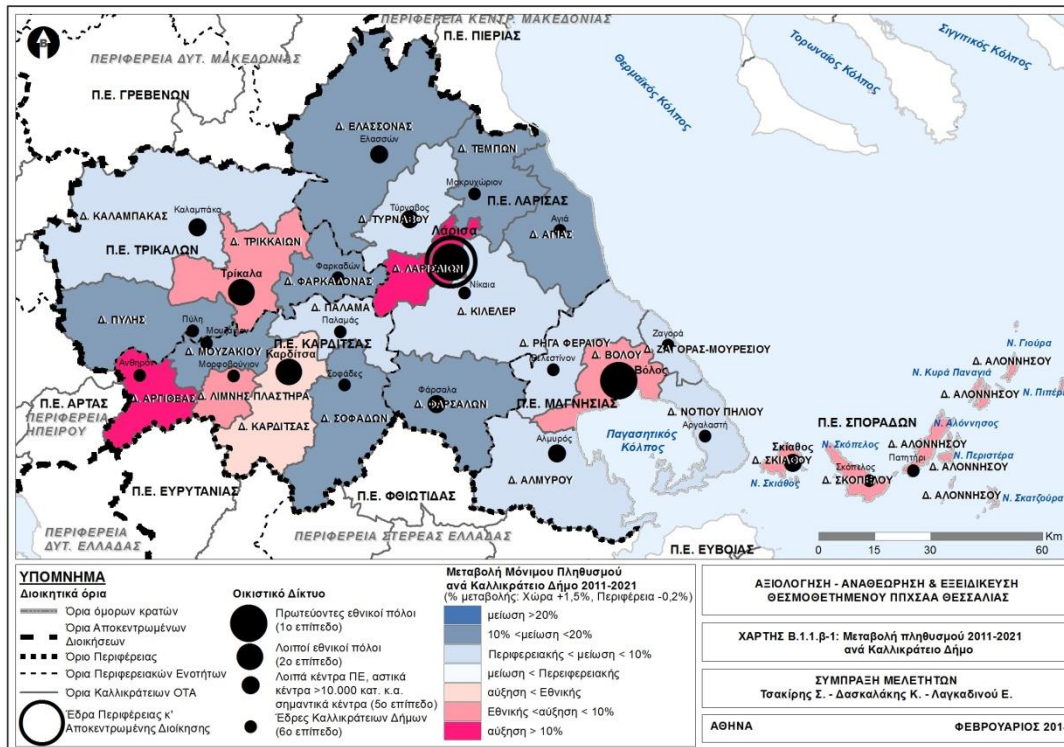 Β
ΠΕΡΙΦΕΡΕΙΑ ΚΕΝΤΡ. ΜΑΚΕΔΟΝΙΑΣ
Π.Ε. ΠΙΕΡΙΑΣ
ΠΕΡΙΦΕΡΕΙΑ ΔΥΤ. ΜΑΚΕΔΟΝΙΑΣ
Π.Ε. ΓΡΕΒΕΝΩΝ
Θερμαϊκός Κόλπος
Τορωναίος Κόλπος
Σιγγιτικός Κόλπος
Δ. ΕΛΑΣΣΟΝΑΣ
Ελασσών
Δ. ΤΕΜΠΩΝ
Μακρυχώριον
Π.Ε. ΛΑΡΙΣΑΣ
Τύρναβος
Δ. ΤΥΡΝΑΒΟΥ
Αγιά
Δ. ΑΓΙΑΣ
Καλαμπάκα
Δ. ΚΑΛΑΜΠΑΚΑΣ
Π.Ε. ΤΡΙΚΑΛΩΝ
Δ. ΤΡΙΚΚΑΙΩΝ
Τρίκαλα
Λάρισα
Δ. ΛΑΡΙΣΑΙΩΝ
Φαρκαδών
Δ. ΦΑΡΚΑΔΟΝΑΣ
Νίκαια
Δ. ΚΙΛΕΛΕΡ
Δ. ΠΥΛΗΣ
Πύλη
Μουζάκιον
Δ. ΜΟΥΖΑΚΙΟΥ
Δ. ΠΑΛΑΜΑ
Παλαμάς
Π.Ε. ΚΑΡΔΙΤΣΑΣ
Καρδίτσα
Ανθηρόν
Δ. ΑΡΓΙΘΕΑΣ
Μορφοβούνιον
Δ. ΛΙΜΝΗΣ ΠΛΑΣΤΗΡΑ
Δ. ΚΑΡΔΙΤΣΑΣ
Σοφάδες
Δ. ΣΟΦΑΔΩΝ
Φάρσαλα
Δ. ΦΑΡΣΑΛΩΝ
Δ. ΡΗΓΑ ΦΕΡΑΙΟΥ
Βελεστίνον
Δ. ΒΟΛΟΥ
Βόλος
Ζαγορά
Δ. ΖΑΓΟΡΑΣ-ΜΟΥΡΕΣΙΟΥ
Π.Ε. ΜΑΓΝΗΣΙΑΣ
Αλμυρός
Δ. ΑΛΜΥΡΟΥ
Παγασητικός
Κόλπος
Δ. ΝΟΤΙΟΥ ΠΗΛΙΟΥ
Αργαλαστή
Π.Ε. ΑΡΤΑΣ
ΠΕΡΙΦΕΡΕΙΑ
ΗΠΕΙΡΟΥ
Π.Ε. ΕΥΡΥΤΑΝΙΑΣ
Π.Ε. ΦΘΙΩΤΙΔΑΣ
ΠΕΡΙΦΕΡΕΙΑ
ΔΥΤ. ΕΛΛΑΔΑΣ
ΠΕΡΙΦΕΡΕΙΑ ΣΤΕΡΕΑΣ ΕΛΛΑΔΑΣ
Π.Ε. ΕΥΒΟΙΑΣ
Ν. Γιούρα
Δ. ΑΛΟΝΝΗΣΟΥ
Ν. Κυρά Παναγιά
Δ. ΑΛΟΝΝΗΣΟΥ
Ν. Πιπέρι
Π.Ε. ΣΠΟΡΑΔΩΝ
Ν. Αλόννησος
Σκίαθος
Δ. ΣΚΙΑΘΟΥ
Ν. Σκιάθος
Ν. Σκόπελος
Σκόπελος
Δ. ΣΚΟΠΕΛΟΥ
Δ. ΑΛΟΝΝΗΣΟΥ
Πατητήρι
Ν. Περιστέρα
Δ. ΑΛΟΝΝΗΣΟΥ
Δ. ΑΛΟΝΝΗΣΟΥ
Ν. Σκατζούρα
Km
0 15 30 60
ΥΠΟΜΝΗΜΑ
Διοικητικά όρια
Όρια όμορων κρατών
Όρια Αποκεντρωμένων
Διοικήσεων
Όριο Περιφέρειας
Όρια Περιφερειακών Ενοτήτων
Όρια Καλλικράτειων ΟΤΑ
Έδρα Περιφέρειας κ'
Αποκεντρωμένης Διοίκησης
Οικιστικό Δίκτυο
Πρωτεύοντες εθνικοί πόλοι
(1ο επίπεδο)
Λοιποί εθνικοί πόλοι
(2ο επίπεδο)
Λοιπά κέντρα ΠΕ, αστικά
κέντρα >10.000 κατ. κ.α.
σημαντικά κέντρα (5ο επίπεδο)
Έδρες Καλλικράτειων Δήμων
(6ο επίπεδο)
Μεταβολή Μόνιμου Πληθυσμού
ανά Καλλικράτειο Δήμο 2011-2021
(% μεταβολής: Χώρα +1,5%, Περιφέρεια -0,2%)
μείωση >20%
10% <μείωση <20%
Περιφερειακής < μείωση < 10%
μείωση < Περιφερειακής
αύξηση < Εθνικής
Εθνικής <αύξηση < 10%
αύξηση > 10%
ΑΞΙΟΛΟΓΗΣΗ - ΑΝΑΘΕΩΡΗΣΗ & ΕΞΕΙΔΙΚΕΥΣΗ
ΘΕΣΜΟΘΕΤΗΜΕΝΟΥ ΠΠΧΣΑΑ ΘΕΣΣΑΛΙΑΣ
ΧΑΡΤΗΣ Β.1.1.β-1: Μεταβολή πληθυσμού 2011-2021
ανά Καλλικράτειο Δήμο
ΣΥΜΠΡΑΞΗ ΜΕΛΕΤΗΤΩΝ
Τσακίρης Σ. - Δασκαλάκης Κ. - Λαγκαδινού Ε.
ΑΘΗΝΑ
ΦΕΒΡΟΥΑΡΙΟΣ 201